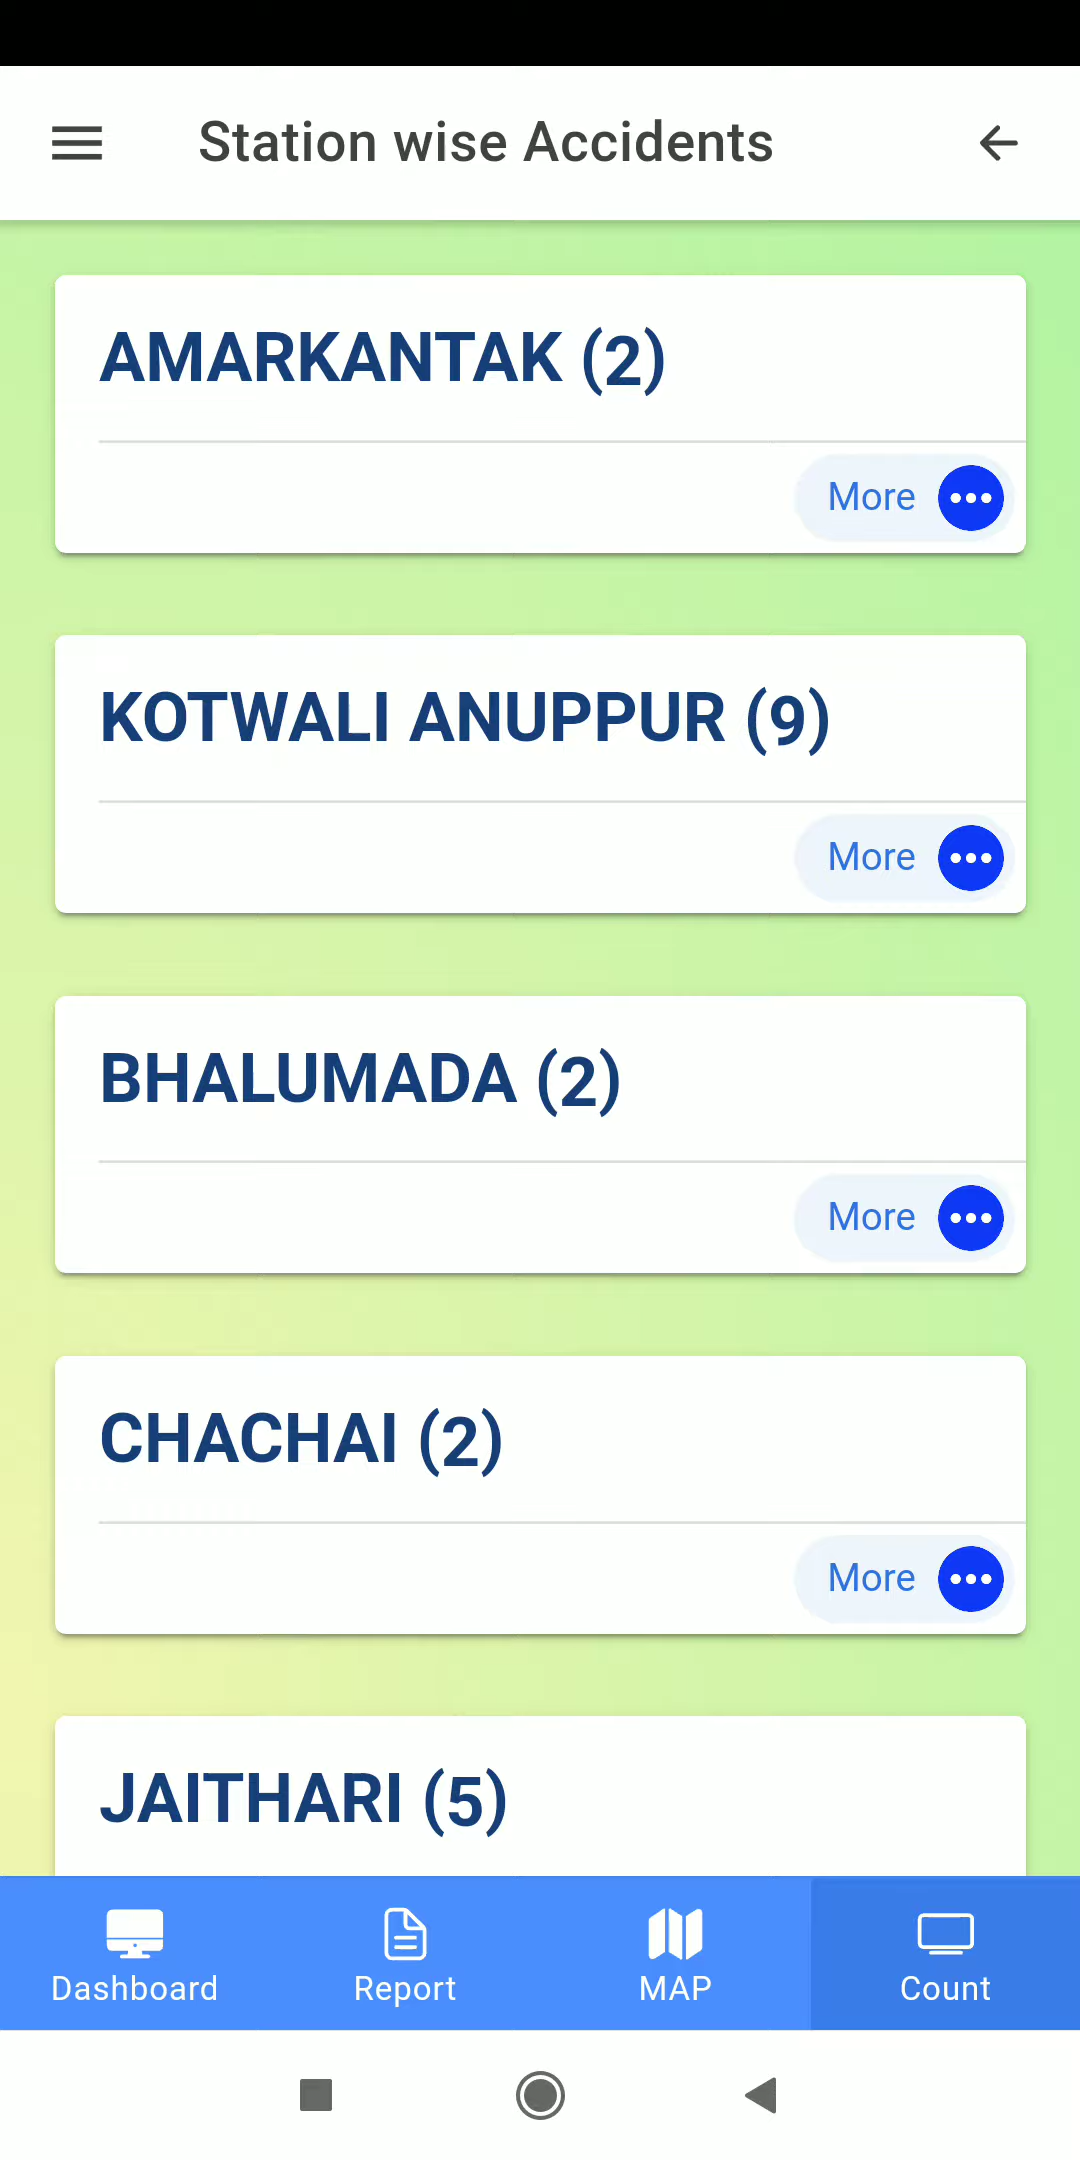 Station wise Accidents
AMARKANTAK (2)
More
KOTWALI ANUPPUR (9)
More
BHALUMADA (2)
More
CHACHAI (2)
More
JAITHARI (5)
Dashboard Report MAP Count